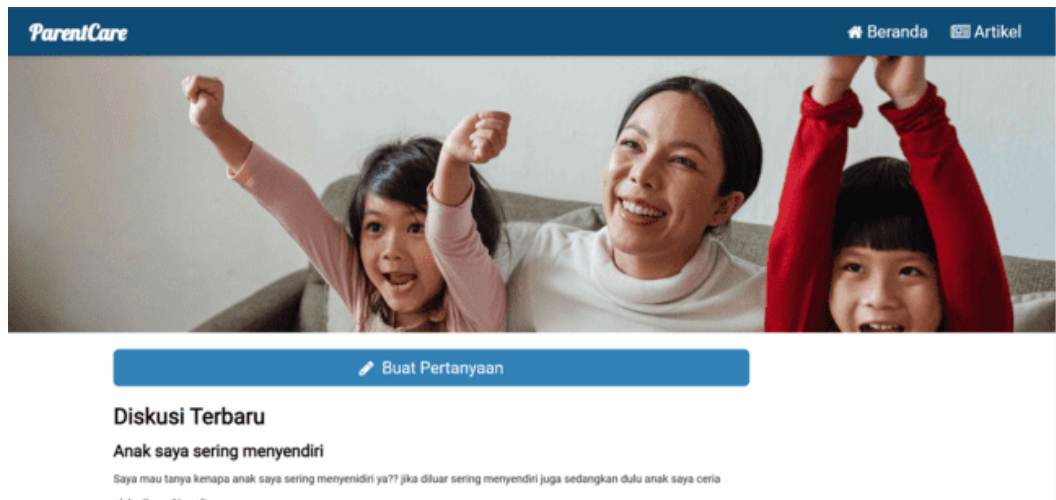 ParentCare
Beranda Artikel
Buat Pertanyaan
Diskusi Terbaru
Anak saya sering menyendiri
Saya mau tanya kenapa anak saya sering menyenidiri ya?? jika diluar sering menyendiri juga sedangkan dulu anak saya ceria